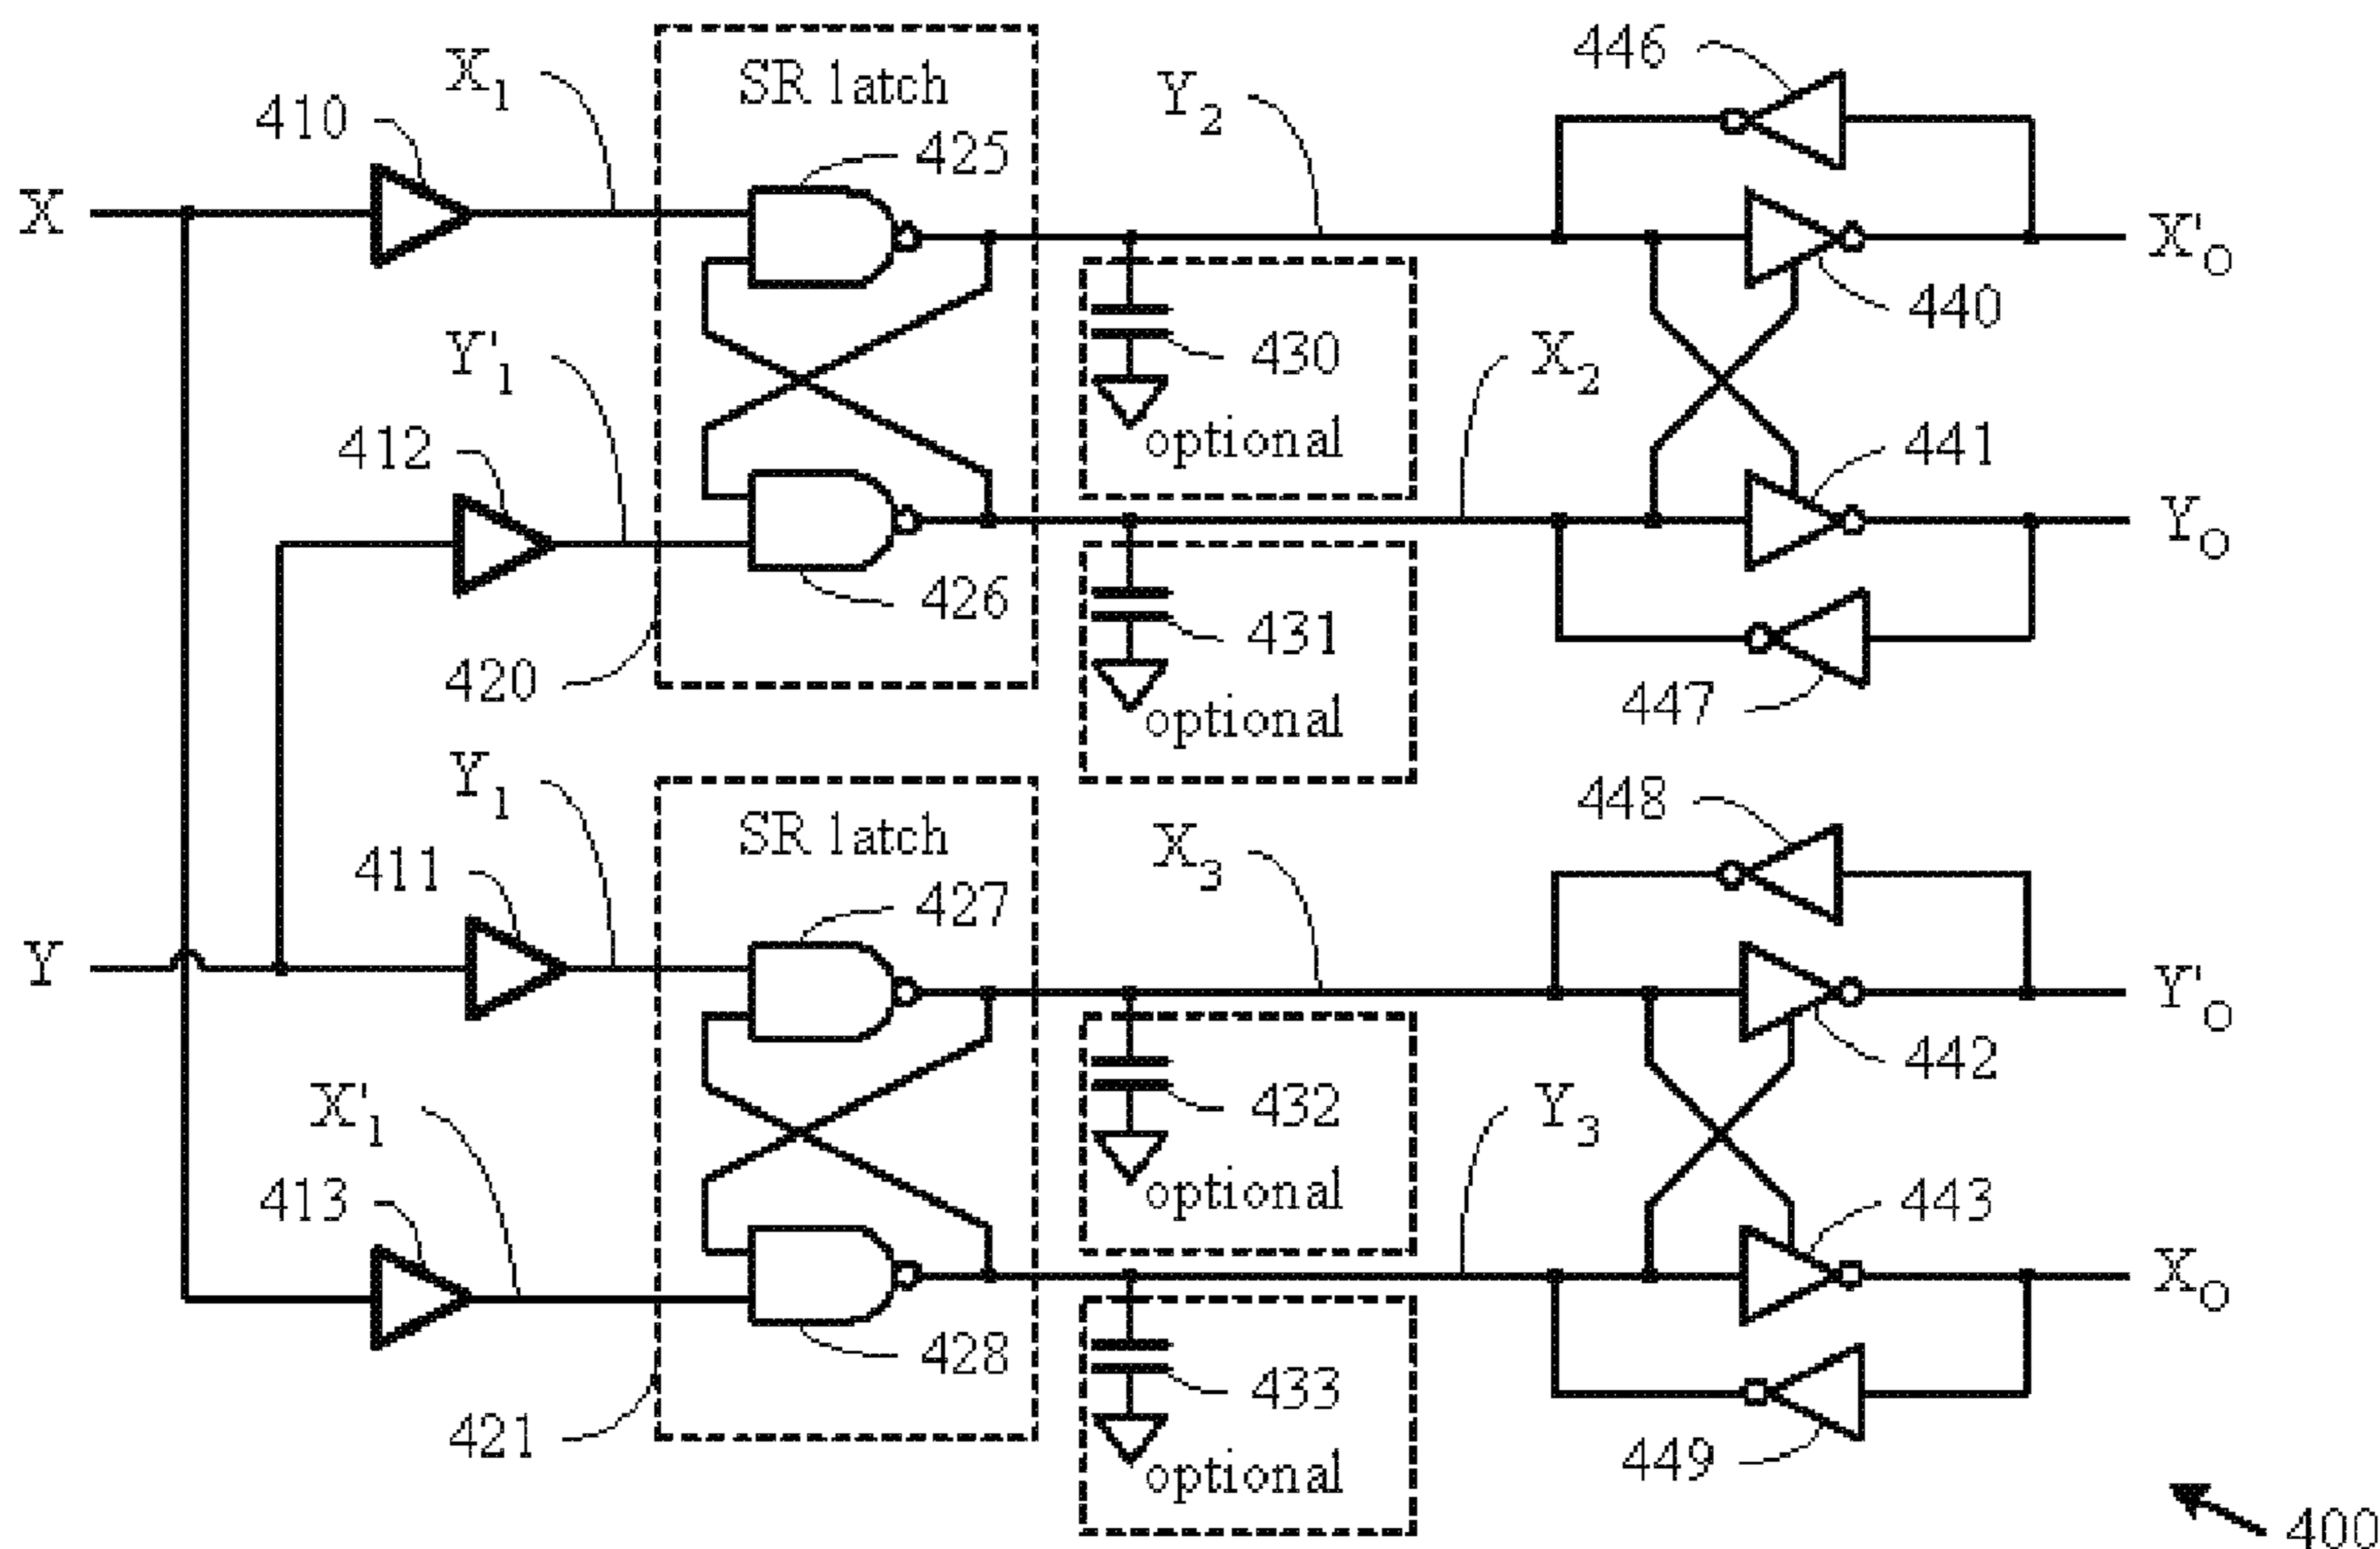 446
X₁
SR latch
Y₂
410
425
X
X'ₒ
440
Y'₁
430
X₂
optional
412
441
Yₒ
426
431
420
447
optional
Y₁
448
SR latch
X₃
411
427
Y
Y'ₒ
442
X'₁
432
Y₃
optional
413
443
Xₒ
428
433
421
449
optional
400